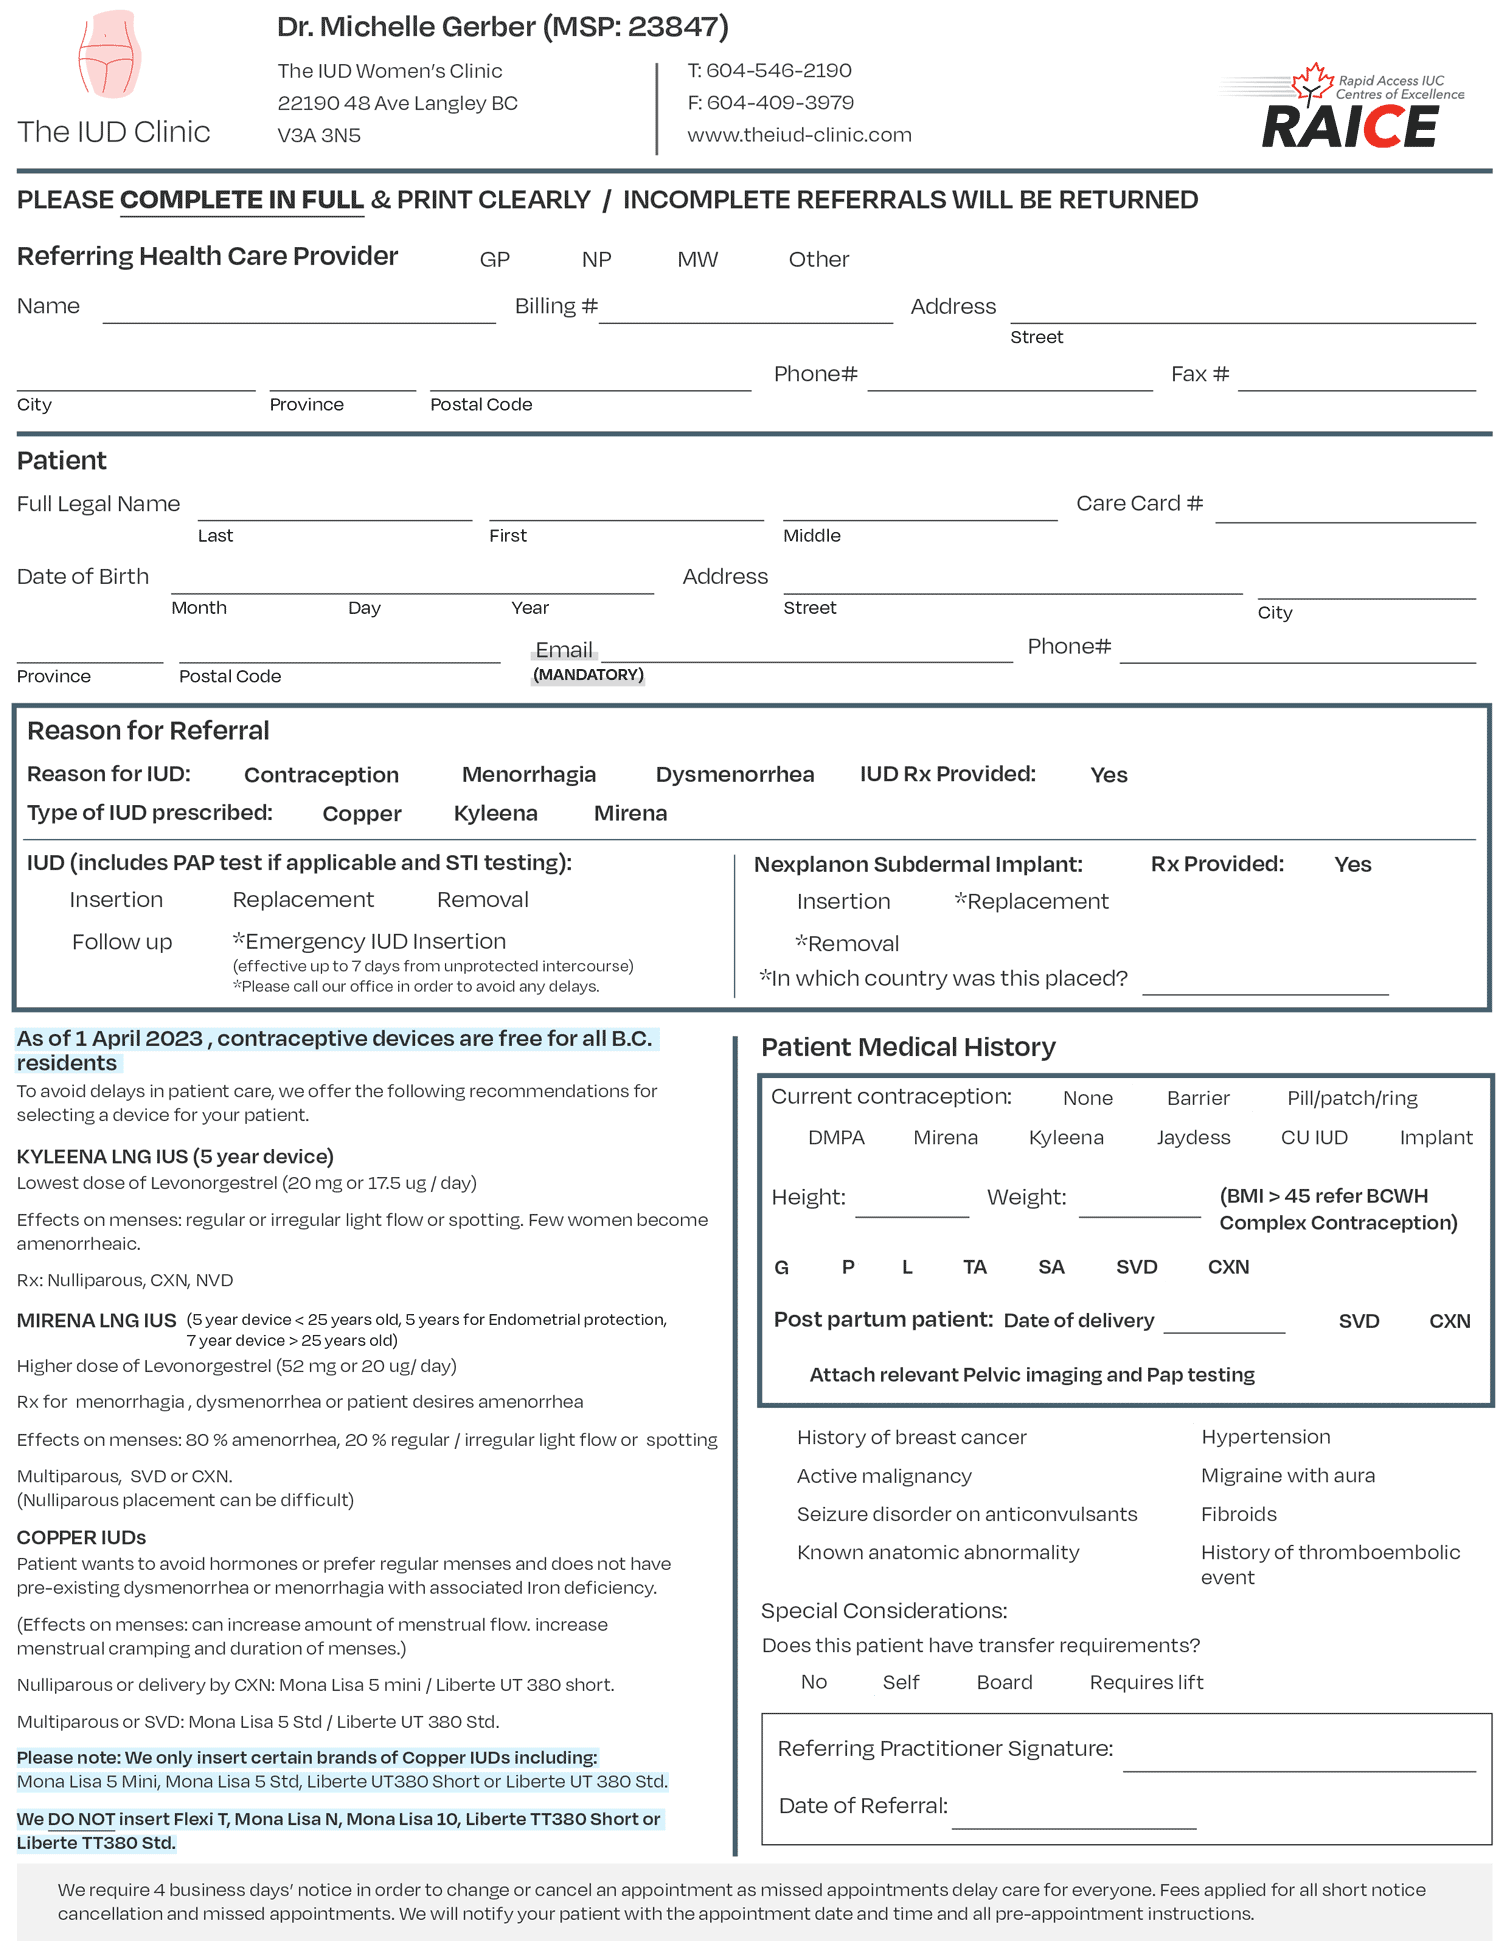 The IUD Clinic
Dr. Michelle Gerber (MSP: 23847)
The IUD Women's Clinic
22190 48 Ave Langley BC
V3A 3N5
T: 604-546-2190
F: 604-409-3979
www.theiud-clinic.com
Rapid Access IUC
Centres of Excellence
RAICE
PLEASE COMPLETE IN FULL & PRINT CLEARLY / INCOMPLETE REFERRALS WILL BE RETURNED
Referring Health Care Provider GP NP MW Other
Name Billing # Address
Street
Phone# Fax #
City Province Postal Code
Patient
Full Legal Name Care Card #
Last First Middle
Date of Birth Address
Month Day Year Street City
Email Phone#
Province Postal Code (MANDATORY)
Reason for Referral
Reason for IUD: Contraception Menorrhagia Dysmenorrhea IUD Rx Provided: Yes
Type of IUD prescribed: Copper Kyleena Mirena
IUD (includes PAP test if applicable and STI testing):
Insertion Replacement Removal
Follow up *Emergency IUD Insertion
(effective up to 7 days from unprotected intercourse)
*Please call our office in order to avoid any delays.
Nexplanon Subdermal Implant: Rx Provided: Yes
Insertion *Replacement
*Removal
*In which country was this placed?
As of 1 April 2023 , contraceptive devices are free for all B.C.
residents
To avoid delays in patient care, we offer the following recommendations for
selecting a device for your patient.
KYLEENA LNG IUS (5 year device)
Lowest dose of Levonorgestrel (20 mg or 17.5 ug / day)
Effects on menses: regular or irregular light flow or spotting. Few women become
amenorrheaic.
Rx: Nulliparous, CXN, NVD
MIRENA LNG IUS (5 year device < 25 years old, 5 years for Endometrial protection,
7 year device > 25 years old)
Higher dose of Levonorgestrel (52 mg or 20 ug/ day)
Rx for menorrhagia , dysmenorrhea or patient desires amenorrhea
Effects on menses: 80 % amenorrhea, 20 % regular / irregular light flow or spotting
Multiparous, SVD or CXN.
(Nulliparous placement can be difficult)
COPPER IUDs
Patient wants to avoid hormones or prefer regular menses and does not have
pre-existing dysmenorrhea or menorrhagia with associated Iron deficiency.
(Effects on menses: can increase amount of menstrual flow. increase
menstrual cramping and duration of menses.)
Nulliparous or delivery by CXN: Mona Lisa 5 mini / Liberte UT 380 short.
Multiparous or SVD: Mona Lisa 5 Std / Liberte UT 380 Std.
Please note: We only insert certain brands of Copper IUDs including:
Mona Lisa 5 Mini, Mona Lisa 5 Std, Liberte UT380 Short or Liberte UT 380 Std.
We DO NOT insert Flexi T, Mona Lisa N, Mona Lisa 10, Liberte TT380 Short or
Liberte TT380 Std.
Patient Medical History
Current contraception: None Barrier Pill/patch/ring
DMPA Mirena Kyleena Jaydess CU IUD Implant
Height: Weight: (BMI > 45 refer BCWH
Complex Contraception)
G P L TA SA SVD CXN
Post partum patient: Date of delivery SVD CXN
Attach relevant Pelvic imaging and Pap testing
History of breast cancer Hypertension
Active malignancy Migraine with aura
Seizure disorder on anticonvulsants Fibroids
Known anatomic abnormality History of thromboembolic
event
Special Considerations:
Does this patient have transfer requirements?
No Self Board Requires lift
Referring Practitioner Signature:
Date of Referral:
We require 4 business days' notice in order to change or cancel an appointment as missed appointments delay care for everyone. Fees applied for all short notice
cancellation and missed appointments. We will notify your patient with the appointment date and time and all pre-appointment instructions.